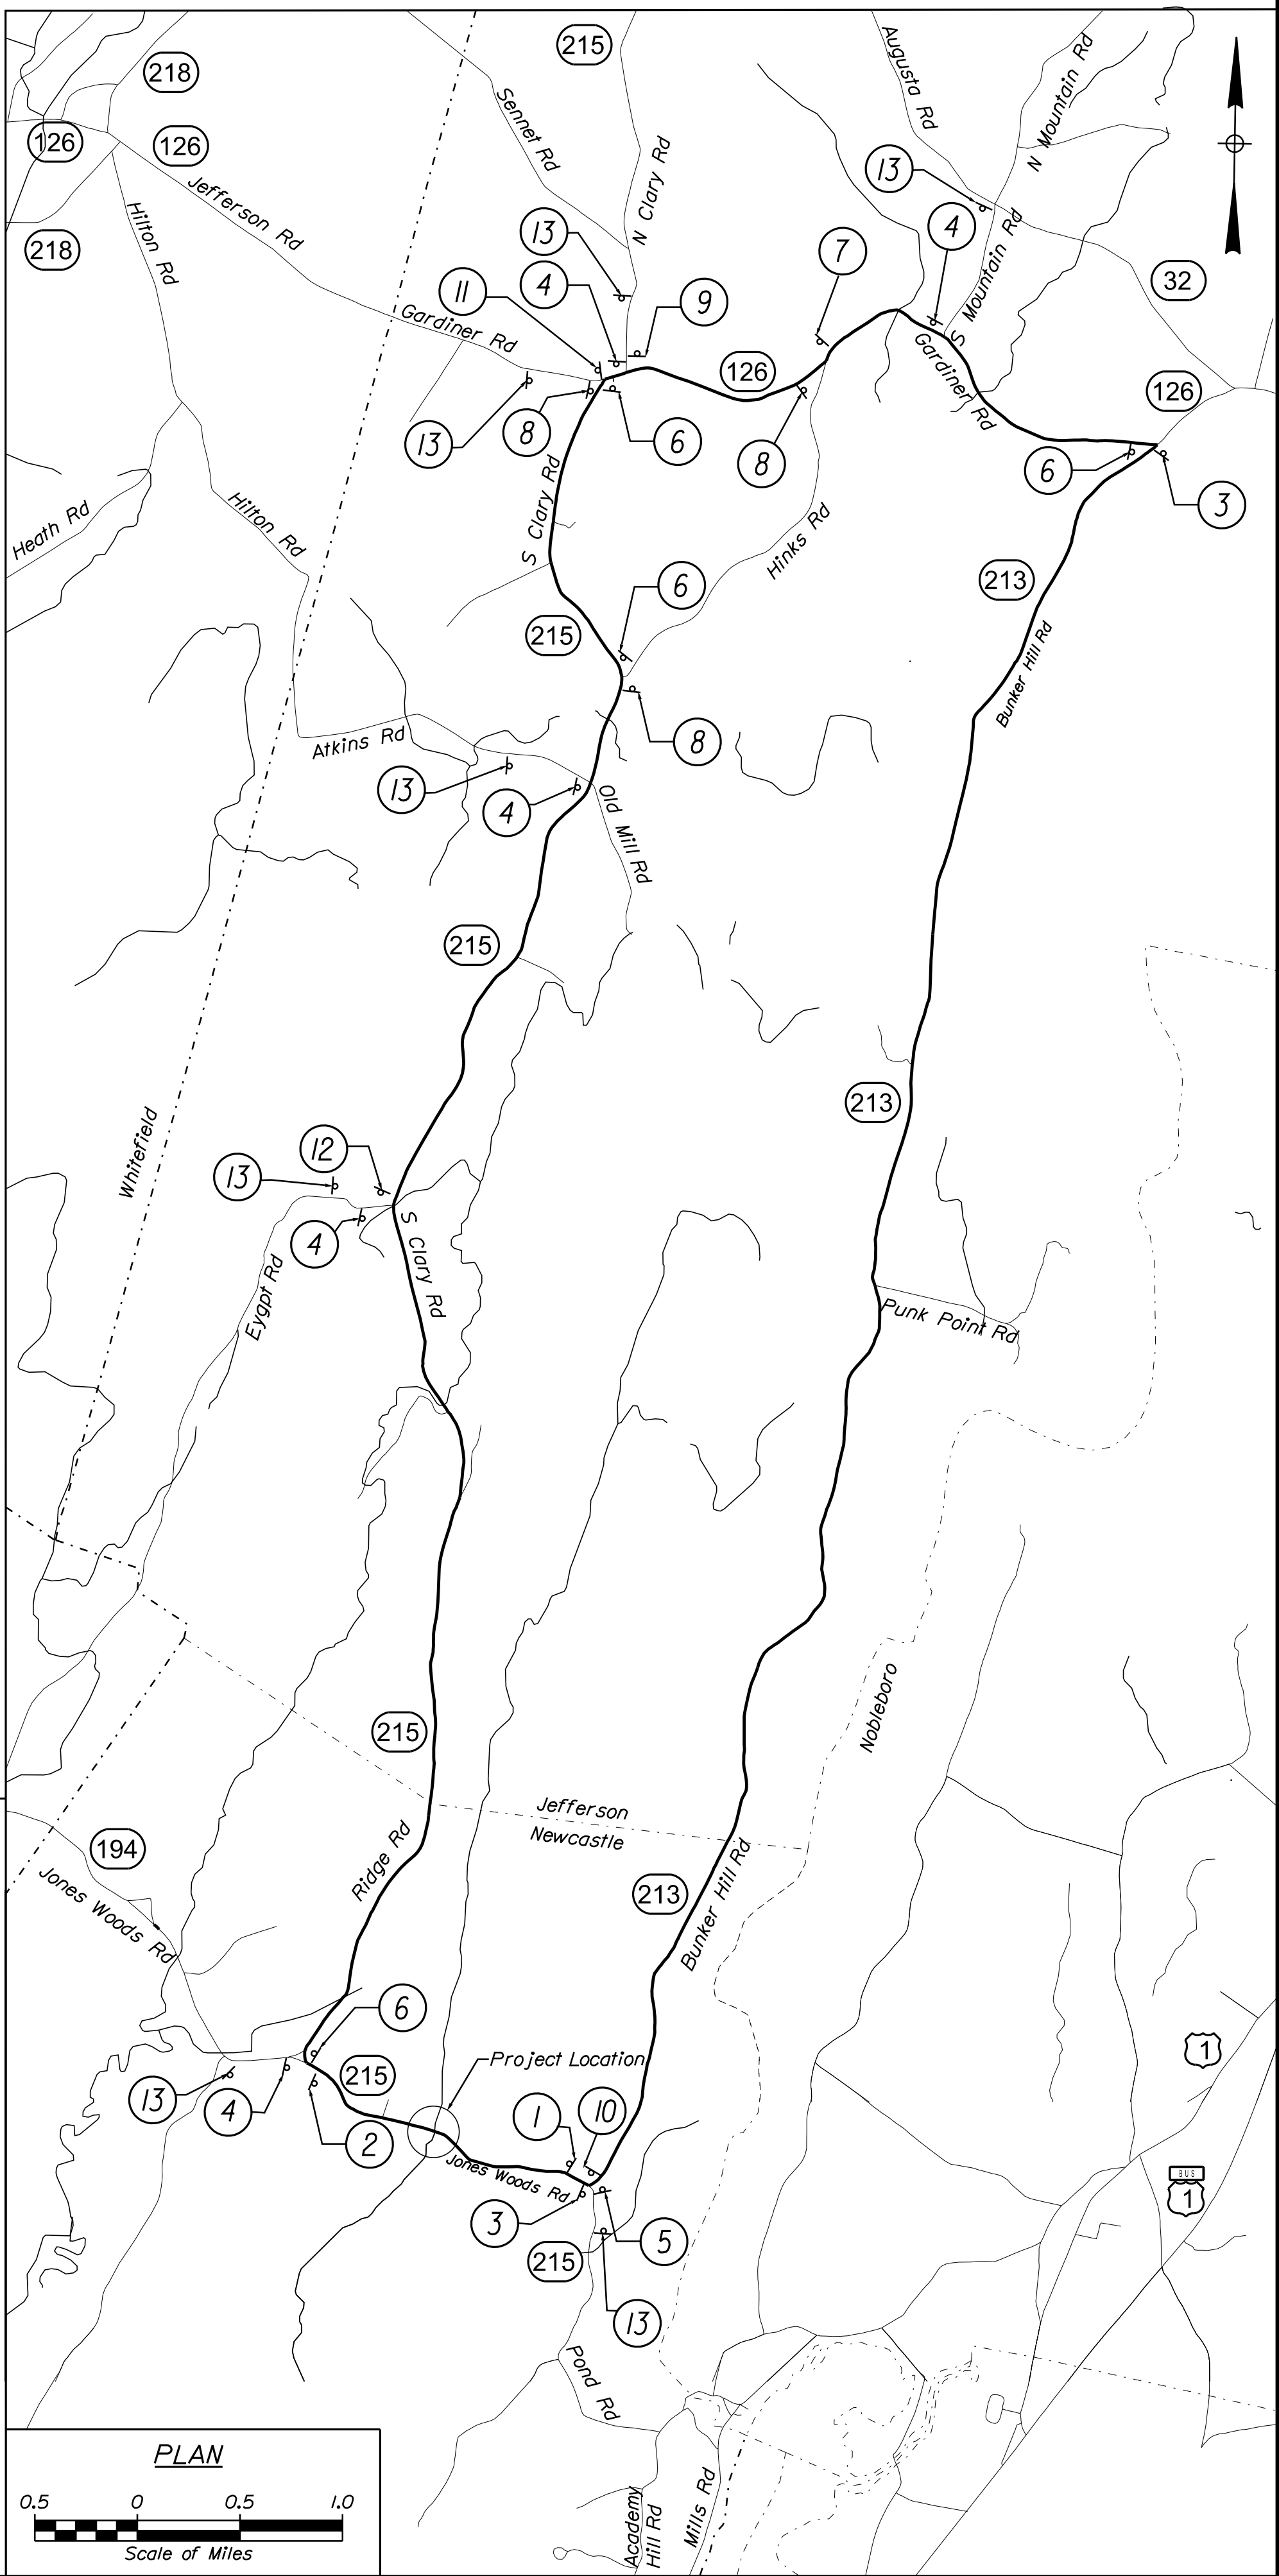 215
218
126
126
Jefferson Rd
Hilton Rd
218
Sennet Rd
N Clary Rd
Augusta Rd
N Mountain Rd
13
4
S Mountain Rd
32
13
4
11
9
7
Gardiner Rd
126
Gardiner Rd
126
13
8
6
8
6
3
S Clary Rd
Heath Rd
Hilton Rd
Hinks Rd
213
6
215
Bunker Hill Rd
Atkins Rd
8
13
4
Old Mill Rd
215
213
Whitefield
12
13
4
S Clary Rd
Eygpt Rd
Punk Point Rd
Nobleboro
215
Jefferson
Newcastle
Ridge Rd
194
Jones Woods Rd
213
Bunker Hill Rd
6
Project Location
1
215
13
4
2
1
10
Jones Woods Rd
3
5
BUS
1
215
13
Pond Rd
Academy
Hill Rd
Mills Rd
PLAN
0.5 0 0.5 1.0
Scale of Miles